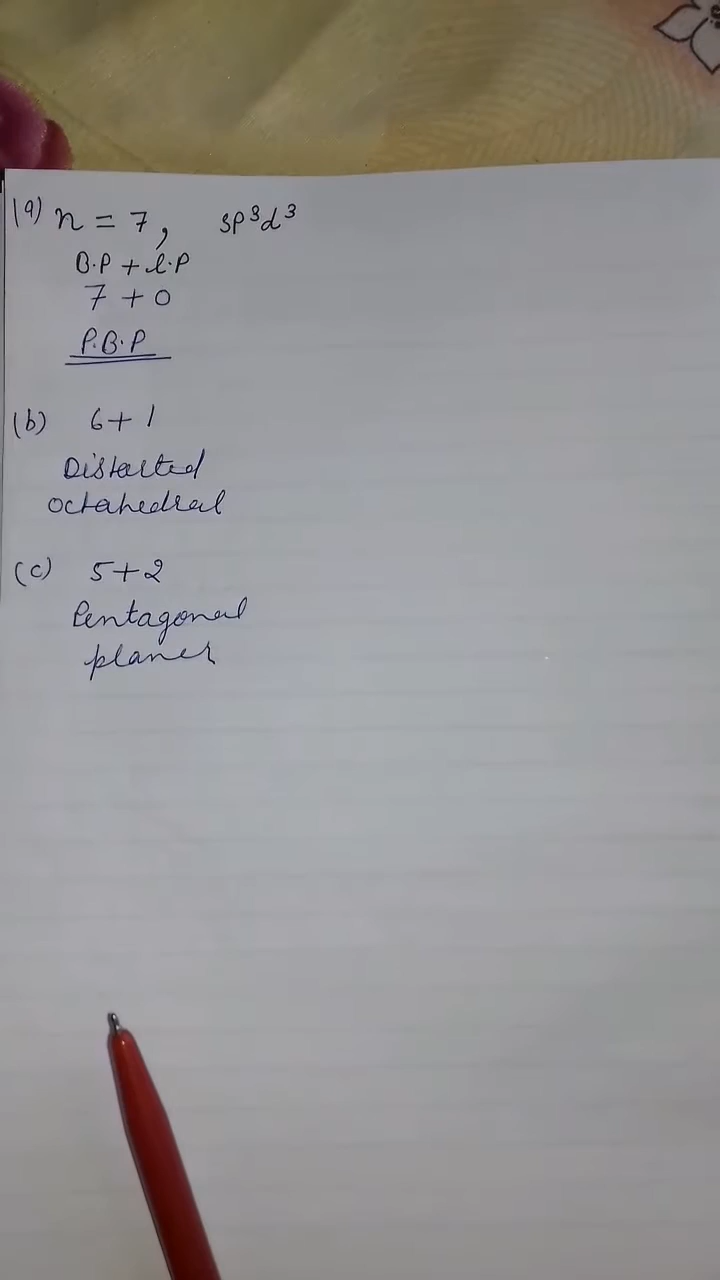 (a) n = 7, sp³d³
B.P + l.P
7 + 0
P.B.P
(b) 6+1
Distorted
octahedral
(c) 5+2
Pentagonal
planer